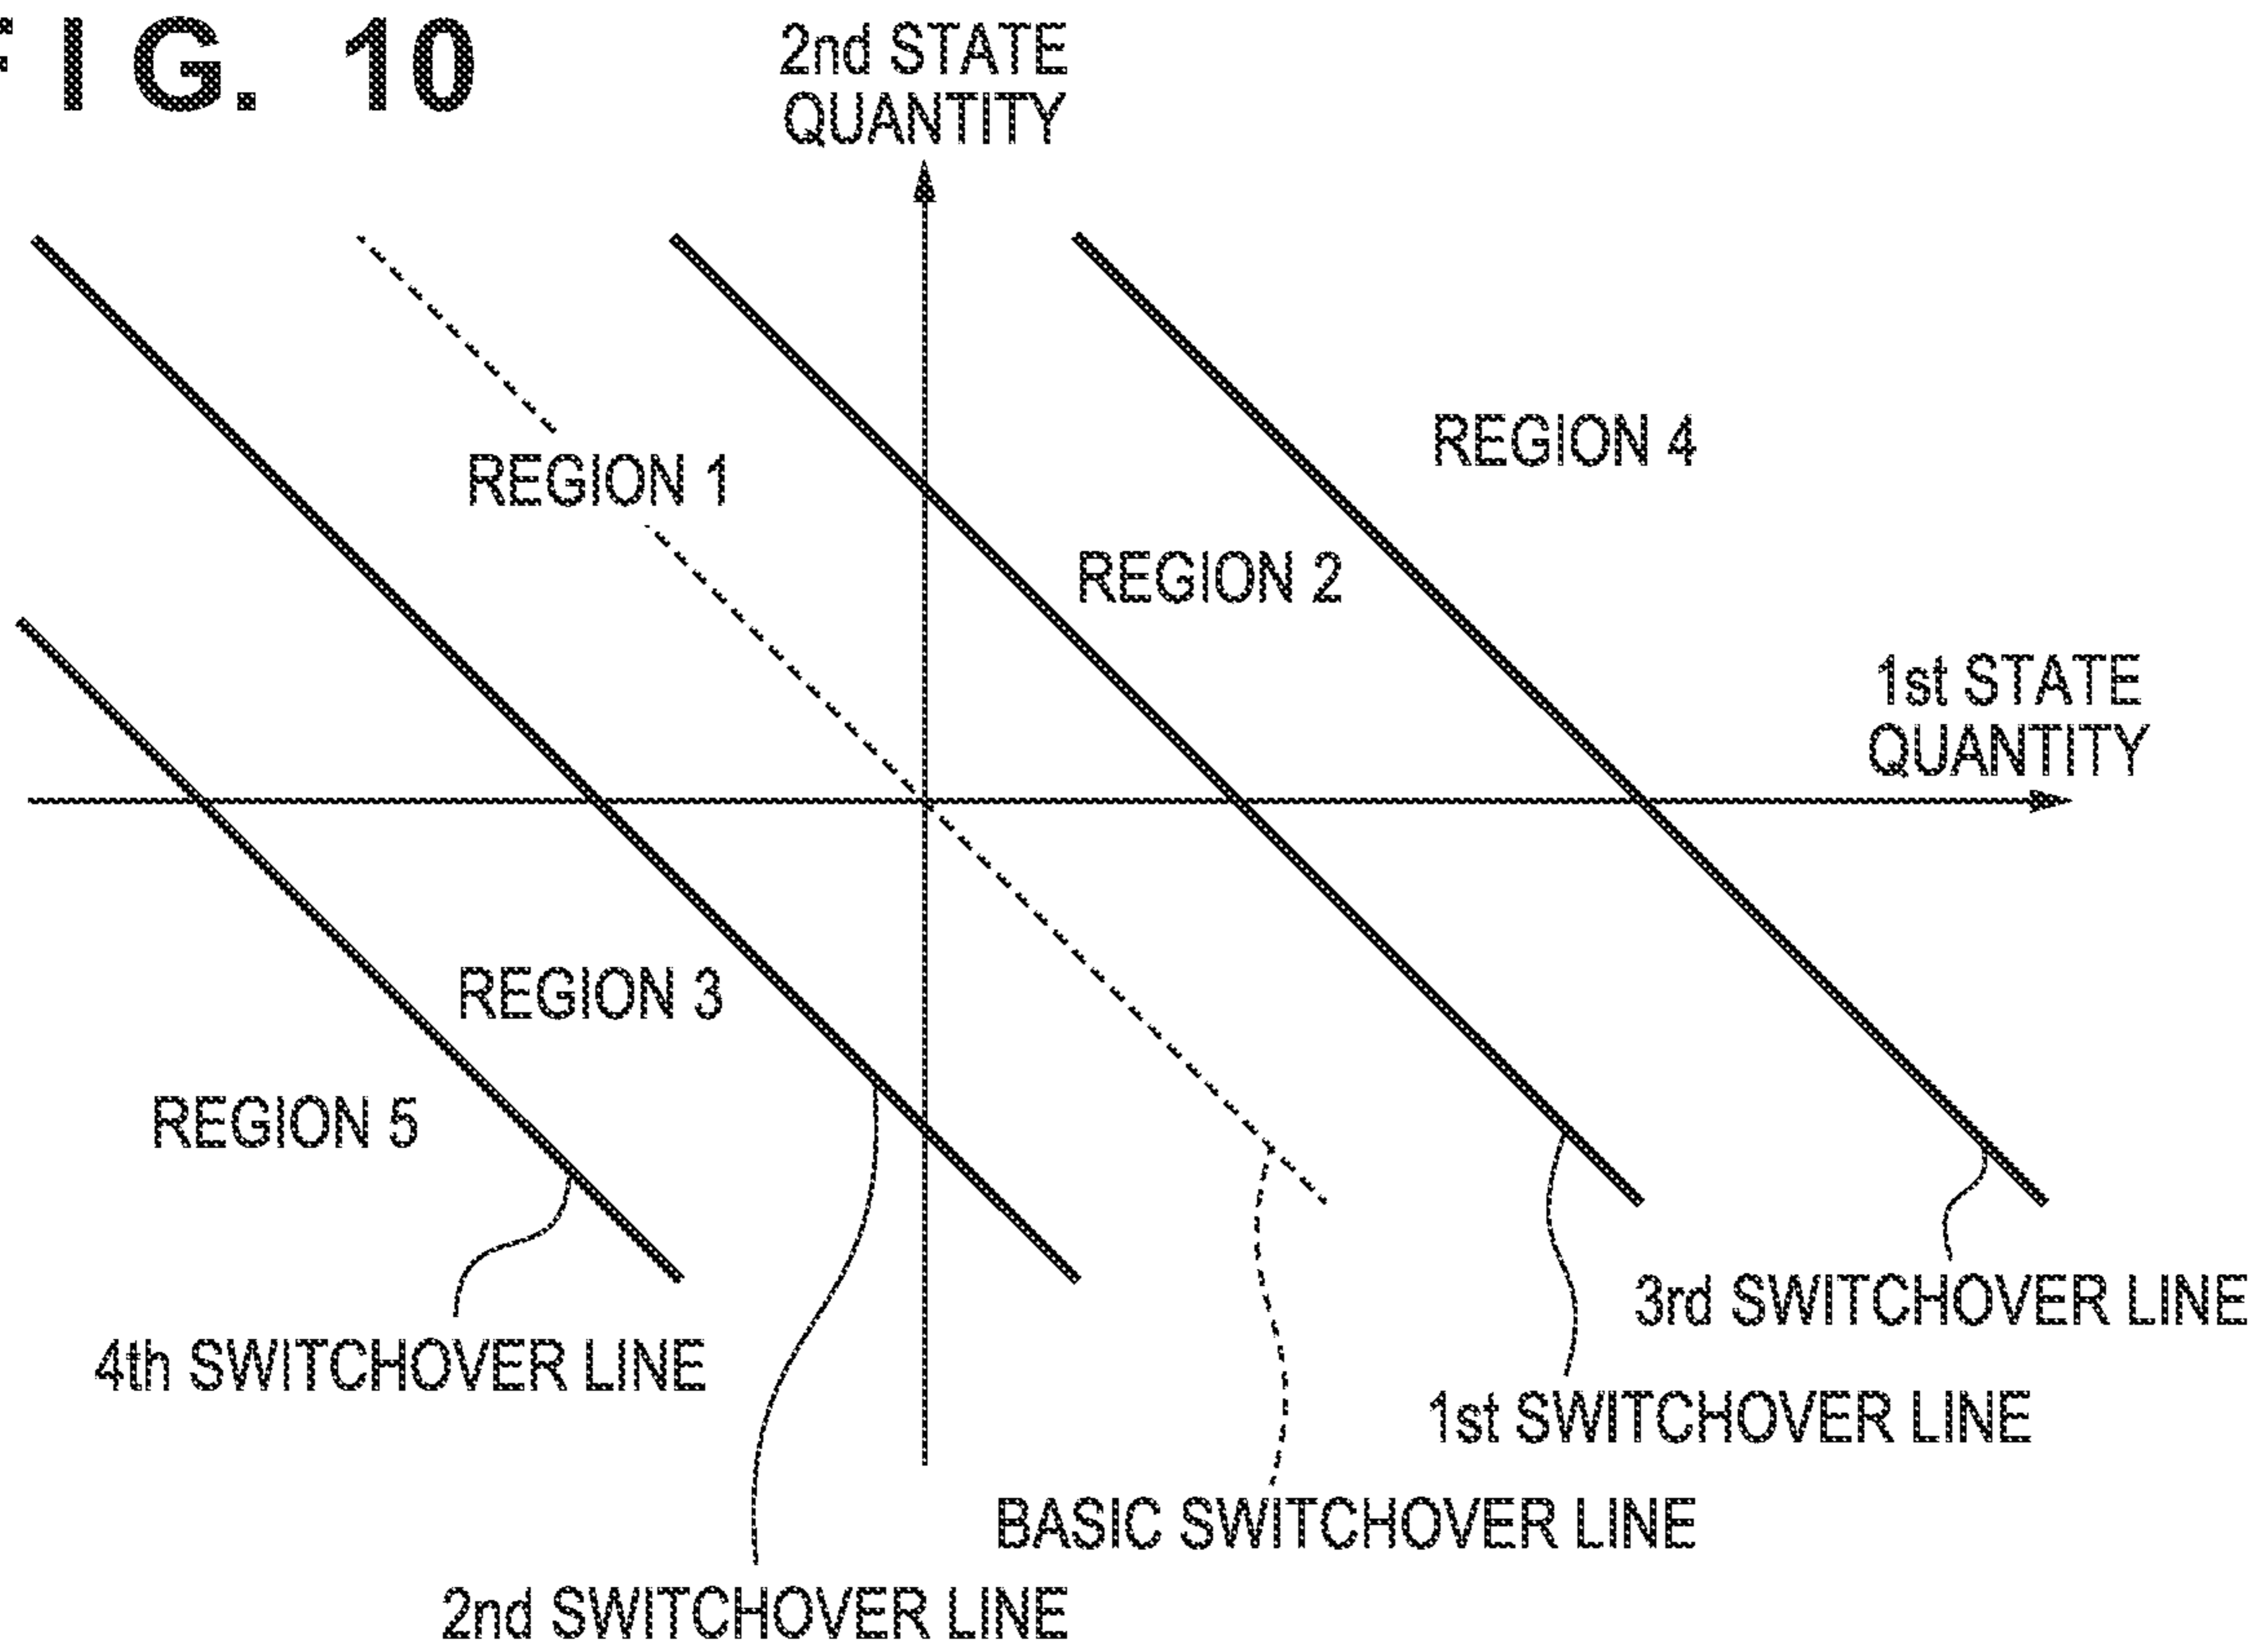 F I G. 10
2nd STATE
QUANTITY
REGION 4
REGION 1
REGION 2
1st STATE
QUANTITY
REGION 3
REGION 5
3rd SWITCHOVER LINE
4th SWITCHOVER LINE
1st SWITCHOVER LINE
BASIC SWITCHOVER LINE
2nd SWITCHOVER LINE